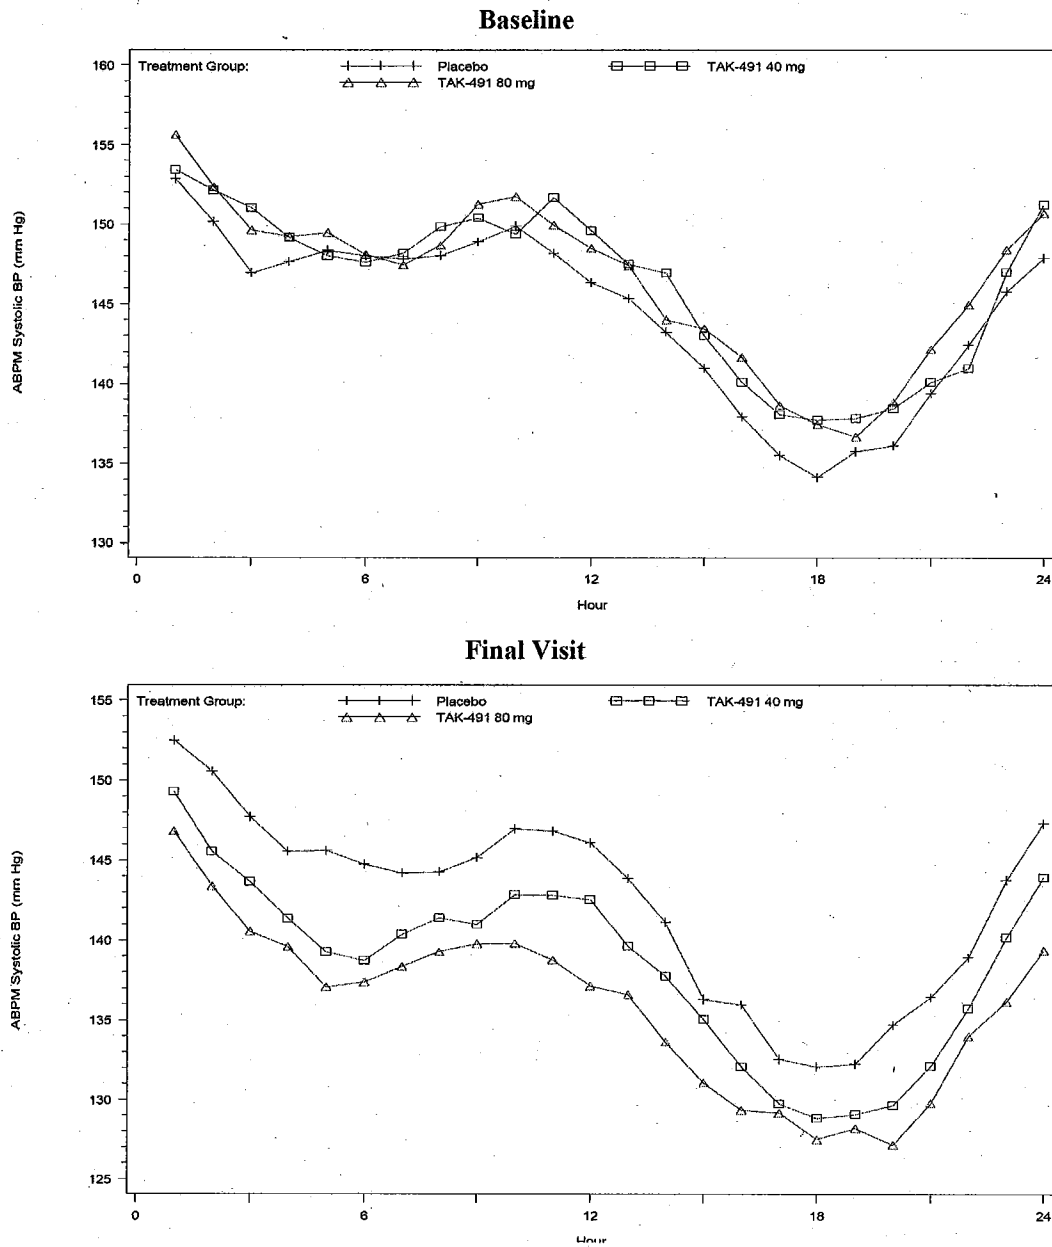 Baseline
Treatment Group: Placebo TAK-491 40 mg
TAK-491 80 mg
ABPM Systolic BP (mm Hg)
160
155
150
145
140
135
130
0 6 12 18 24
Hour
Final Visit
Treatment Group: Placebo TAK-491 40 mg
TAK-491 80 mg
ABPM Systolic BP (mm Hg)
155
150
145
140
135
130
125
0 6 12 18 24
Hour